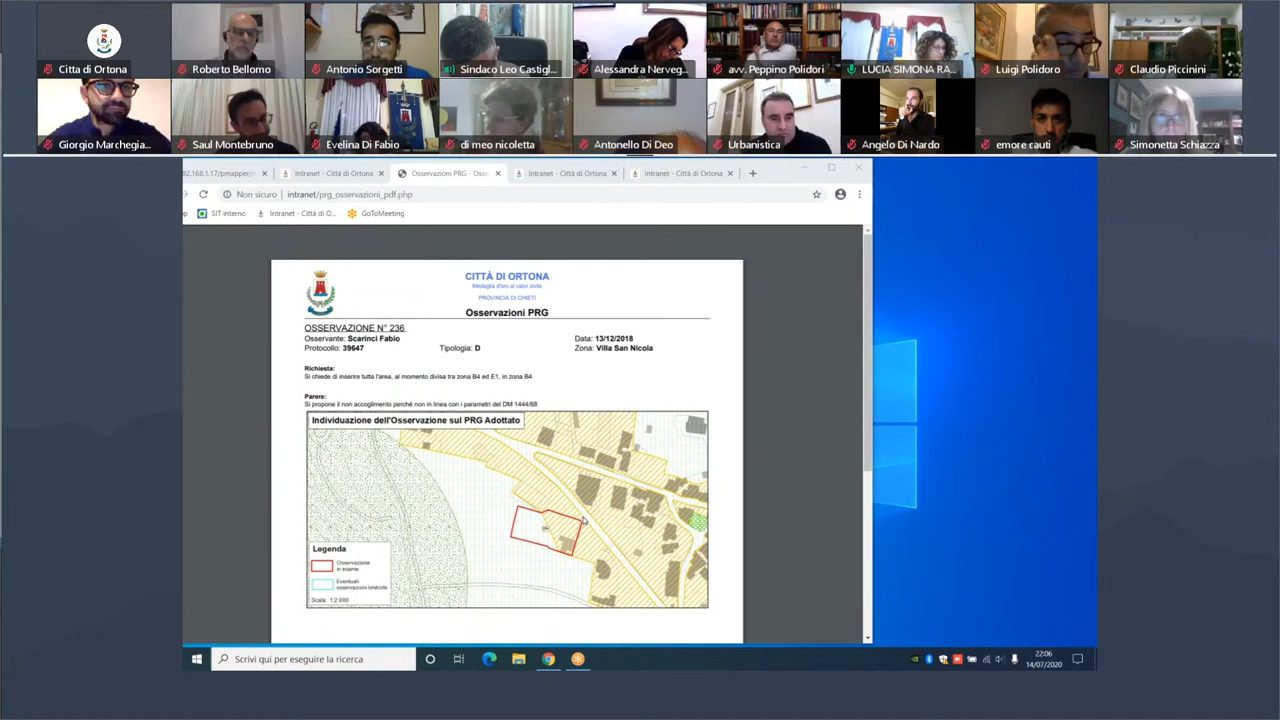 Citta di Ortona
Roberto Bellomo
Antonio Sorgetti
Sindaco Leo Castigl...
Alessandra Nerveg...
avv. Peppino Polidori
LUCIA SIMONA RA...
Luigi Polidoro
Claudio Piccinini
Giorgio Marchegia...
Saul Montebruno
Evelina Di Fabio
di meo nicoletta
Antonello Di Deo
Urbanistica
Angelo Di Nardo
emore cauti
Simonetta Schiazza
92.168.1.17/pmapper/
Intranet - Città di Ortona
Osservazioni PRG - Osse
Intranet - Città di Ortona
Intranet - Città di Ortona
Non sicuro
intranet/prg_osservazioni_pdf.php
SIT interno
Intranet - Città di O...
GoToMeeting
CITTÀ DI ORTONA
Medaglia d'oro al valor civile
PROVINCIA DI CHIETI
Osservazioni PRG
OSSERVAZIONE N° 236
Osservante: Scarinci Fabio
Data: 13/12/2018
Protocollo: 39647
Tipologia: D
Zona: Villa San Nicola
Richiesta:
Si chiede di inserire tutta l'area, al momento divisa tra zona B4 ed E1, in zona B4
Parere:
Si propone il non accoglimento perché non in linea con i parametri del DM 1444/68
Individuazione dell'Osservazione sul PRG Adottato
Legenda
Osservazione
in esame
Eventuali
osservazioni limitrofe
Scala: 1:2.000
Scrivi qui per eseguire la ricerca
22:06
14/07/2020